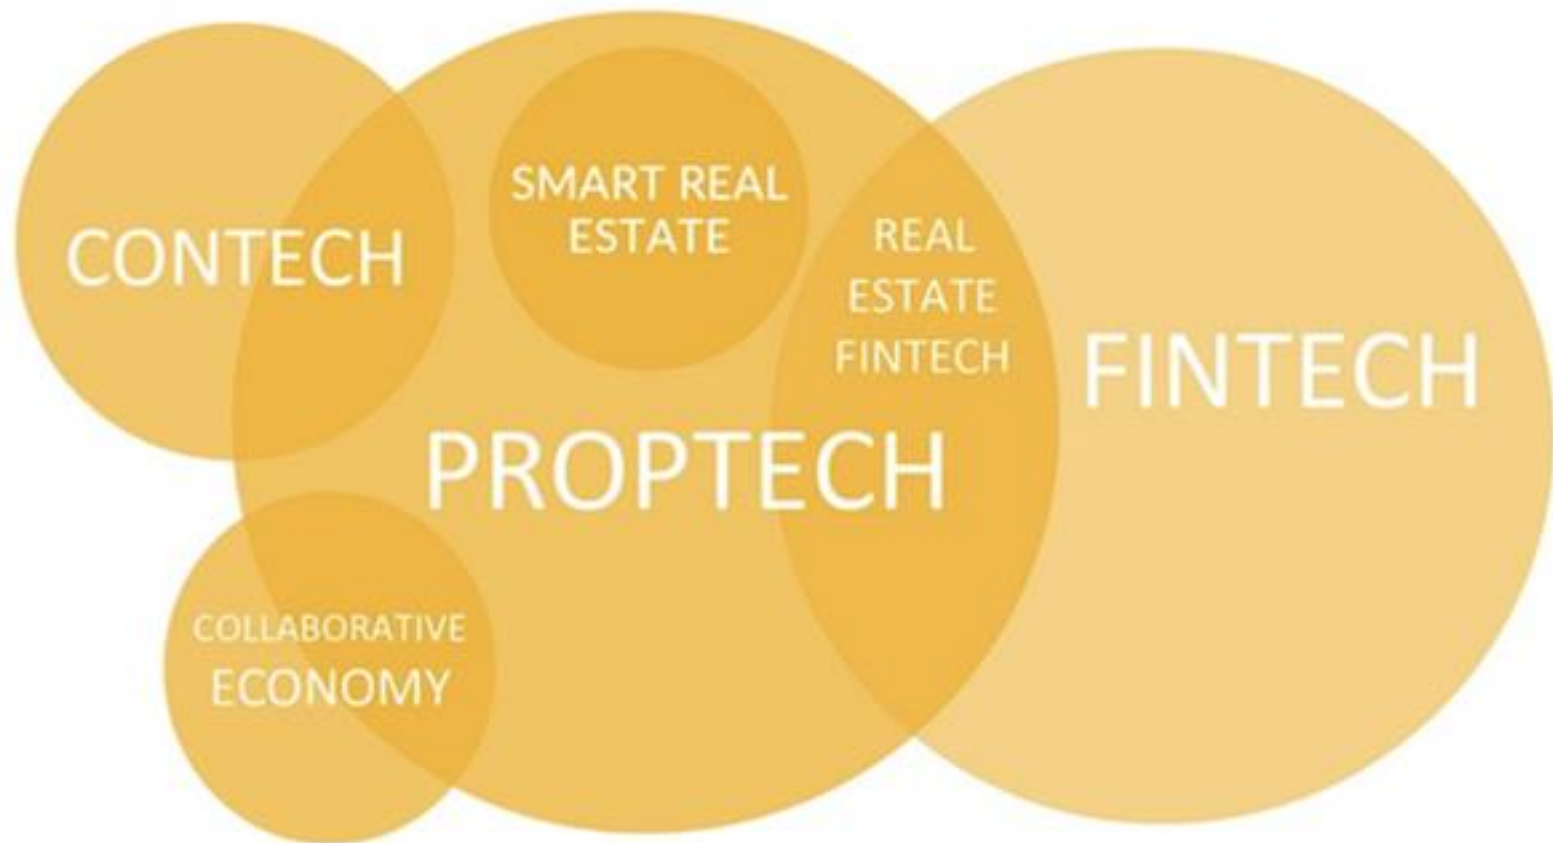 CONTECH
SMART REAL
ESTATE
REAL
ESTATE
FINTECH
FINTECH
PROPTECH
COLLABORATIVE
ECONOMY